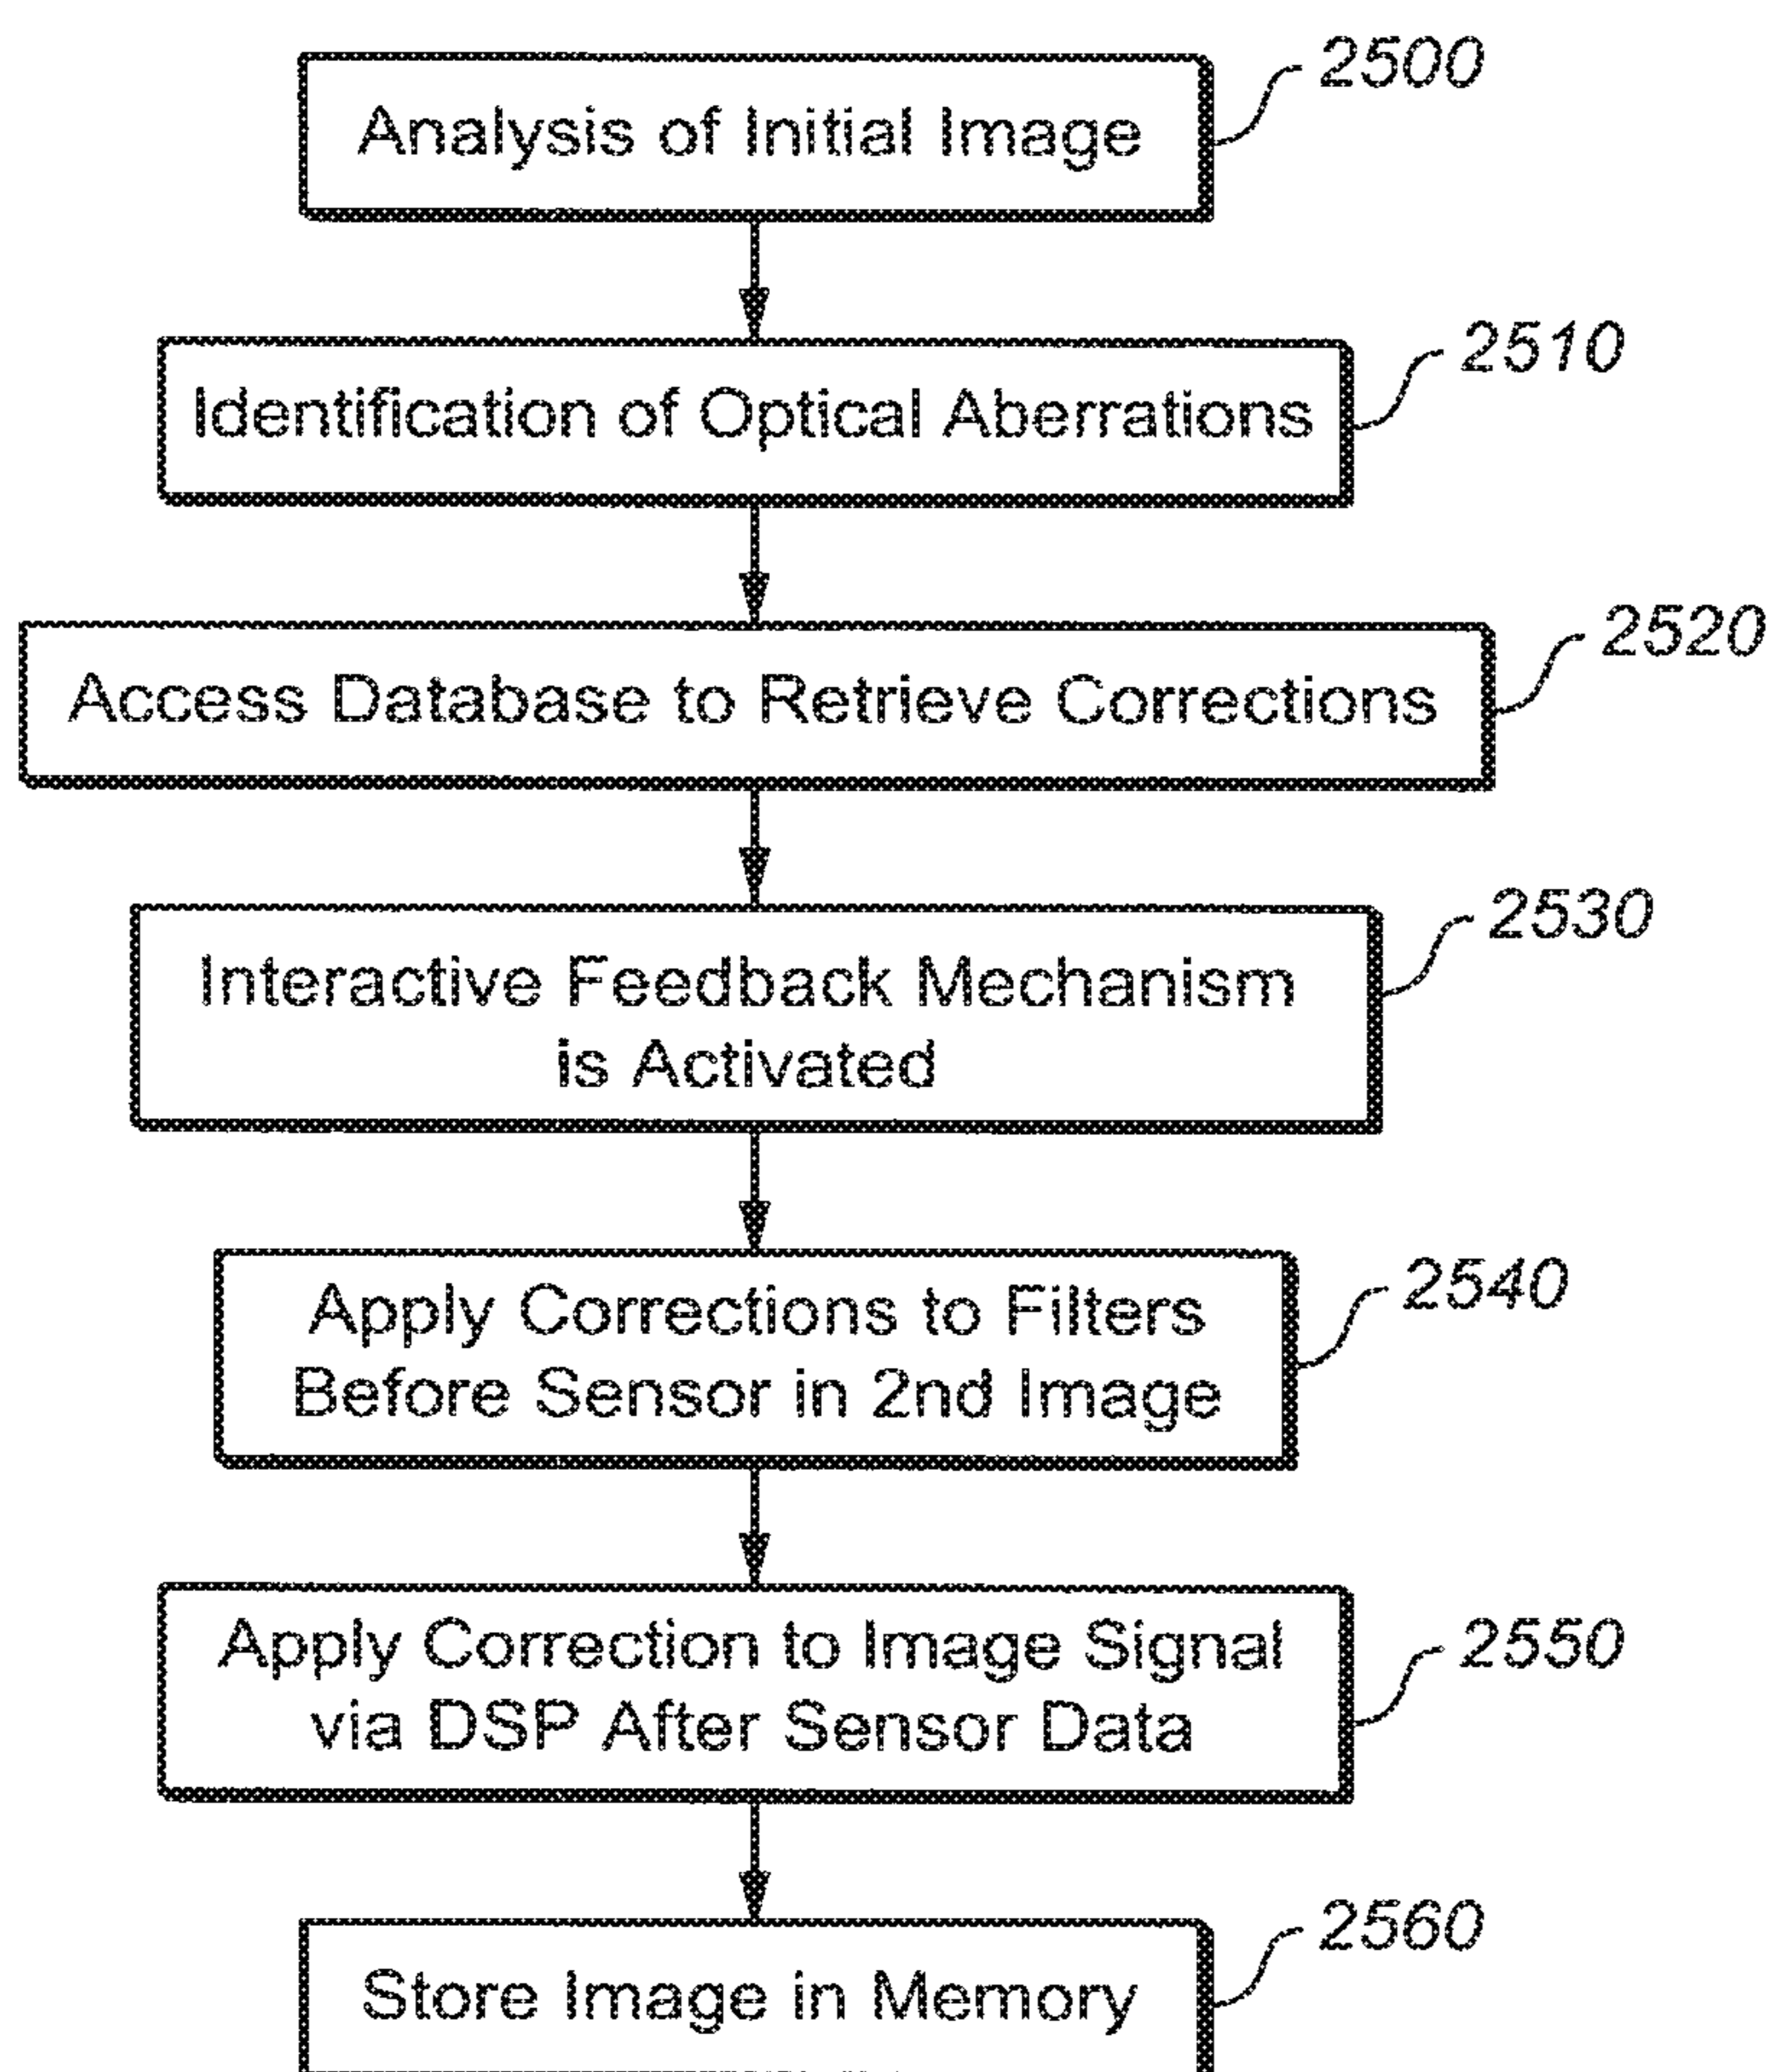 2500
Analysis of Initial Image
2510
Identification of Optical Aberrations
2520
Access Database to Retrieve Corrections
2530
Interactive Feedback Mechanism
is Activated
2540
Apply Corrections to Filters
Before Sensor in 2nd Image
2550
Apply Correction to Image Signal
via DSP After Sensor Data
2560
Store Image in Memory